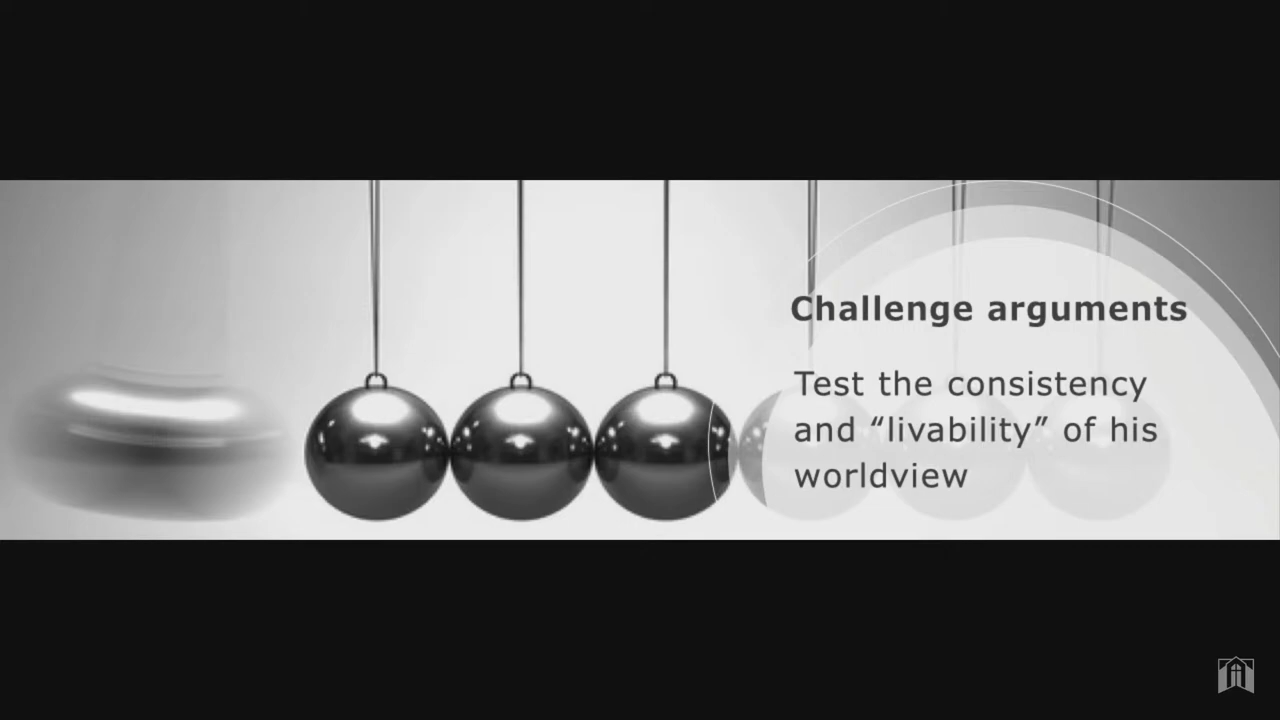 Challenge arguments
Test the consistency
and “livability” of his
worldview